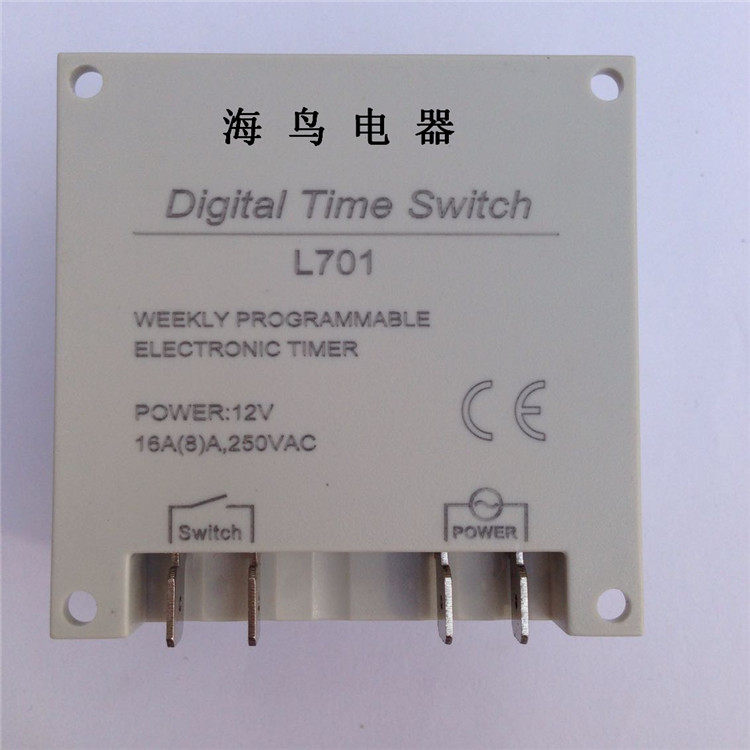 海鸟电器
Digital Time Switch
L701
WEEKLY PROGRAMMABLE
ELECTRONIC TIMER
POWER:12V
16A(8)A,250VAC
CE
Switch
POWER